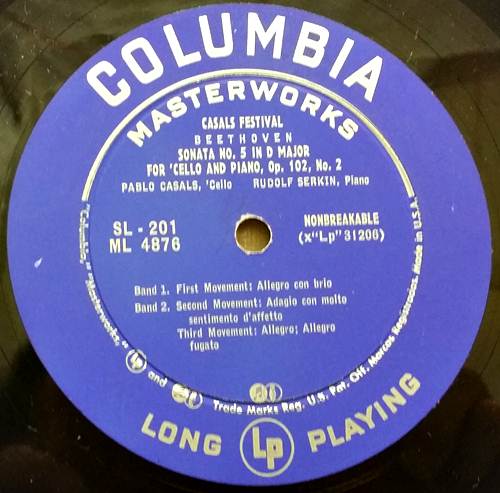 COLUMBIA
MASTERWORKS
CASALS FESTIVAL
BEETHOVEN
SONATA NO. 5 IN D MAJOR
FOR 'CELLO AND PIANO, Op. 102, No. 2
PABLO CASALS, 'Cello RUDOLF SERKIN, Piano
SL - 201
ML 4876
NONBREAKABLE
(x"Lp"31206)
Band 1. First Movement: Allegro con brio
Band 2. Second Movement: Adagio con molto
sentimento d'affetto
Third Movement: Allegro; Allegro
fugato
"Columbia," "Masterworks," Lp and Trade Marks Reg. U.S. Pat. Off. Marcas Registradas. Made in U.S.A.
LONG Lp PLAYING